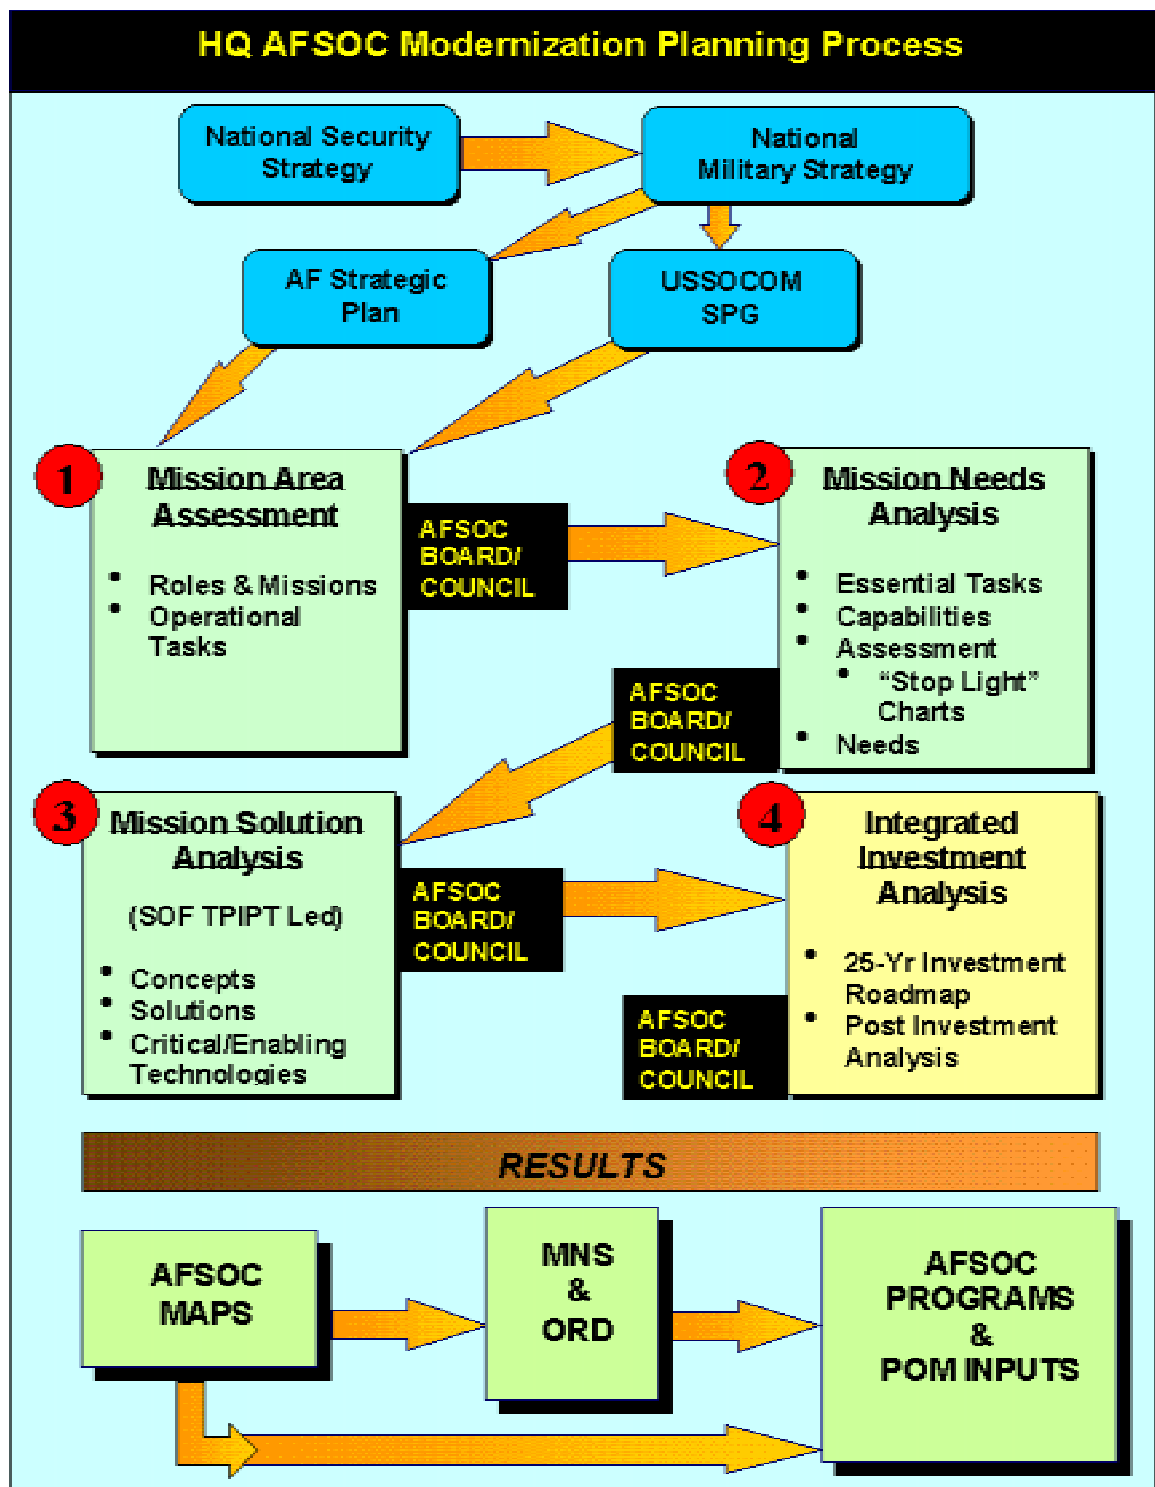 HQ AFSOC Modernization Planning Process
National Security
Strategy
National
Military Strategy
AF Strategic
Plan
USSOCOM
SPG
1
Mission Area
Assessment
• Roles & Missions
• Operational
Tasks
AFSOC
BOARD/
COUNCIL
2
Mission Needs
Analysis
• Essential Tasks
• Capabilities
• Assessment
• “Stop Light”
Charts
• Needs
AFSOC
BOARD/
COUNCIL
3
Mission Solution
Analysis
(SOF TPIPT Led)
• Concepts
• Solutions
• Critical/Enabling
Technologies
AFSOC
BOARD/
COUNCIL
4
Integrated
Investment
Analysis
• 25-Yr Investment
Roadmap
• Post Investment
Analysis
AFSOC
BOARD/
COUNCIL
RESULTS
AFSOC
MAPS
MNS
&
ORD
AFSOC
PROGRAMS
&
POM INPUTS